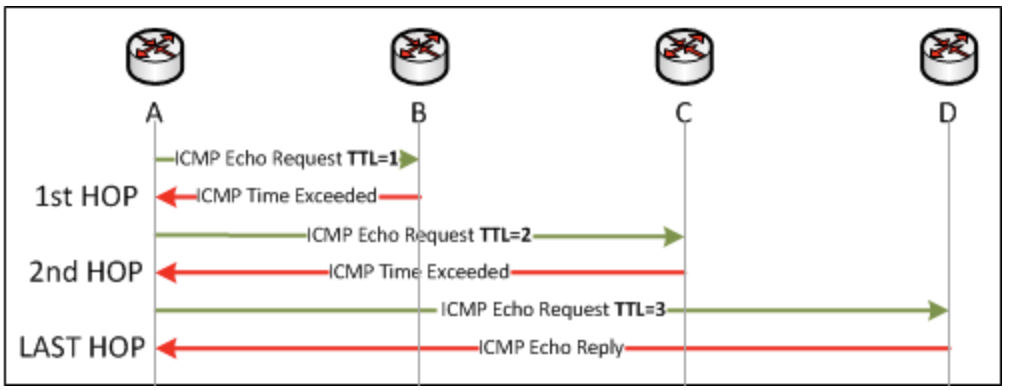 A B C D
ICMP Echo Request TTL=1
1st HOP ICMP Time Exceeded
ICMP Echo Request TTL=2
2nd HOP ICMP Time Exceeded
ICMP Echo Request TTL=3
LAST HOP ICMP Echo Reply